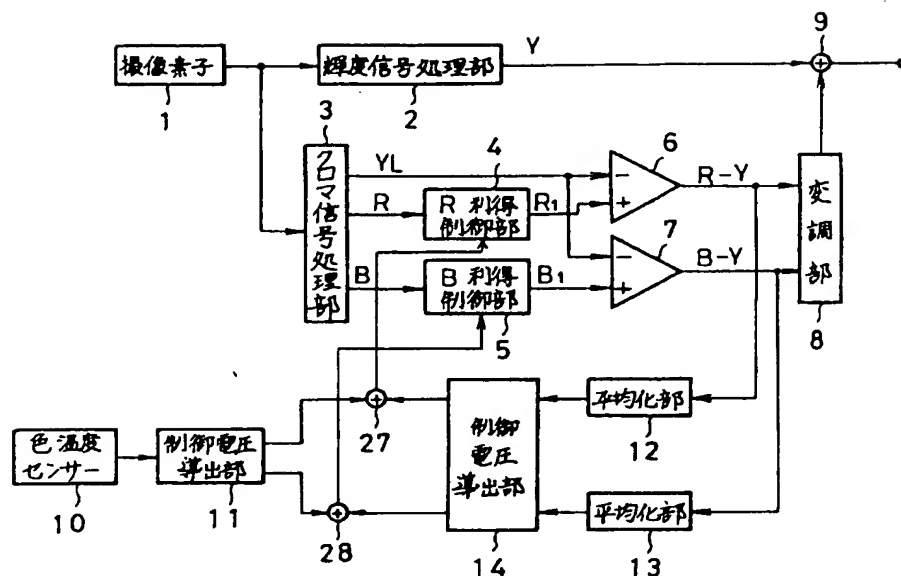 撮像素子
1
輝度信号処理部
2
Y
9
3
クロマ信号処理部
YL
R
B
4
R 利得
制御部
R1
B 利得
制御部
5
B1
6
R-Y
7
B-Y
変調部
8
色温度
センサー
10
制御電圧
導出部
11
27
28
制御
電圧
導出部
14
平均化部
12
平均化部
13